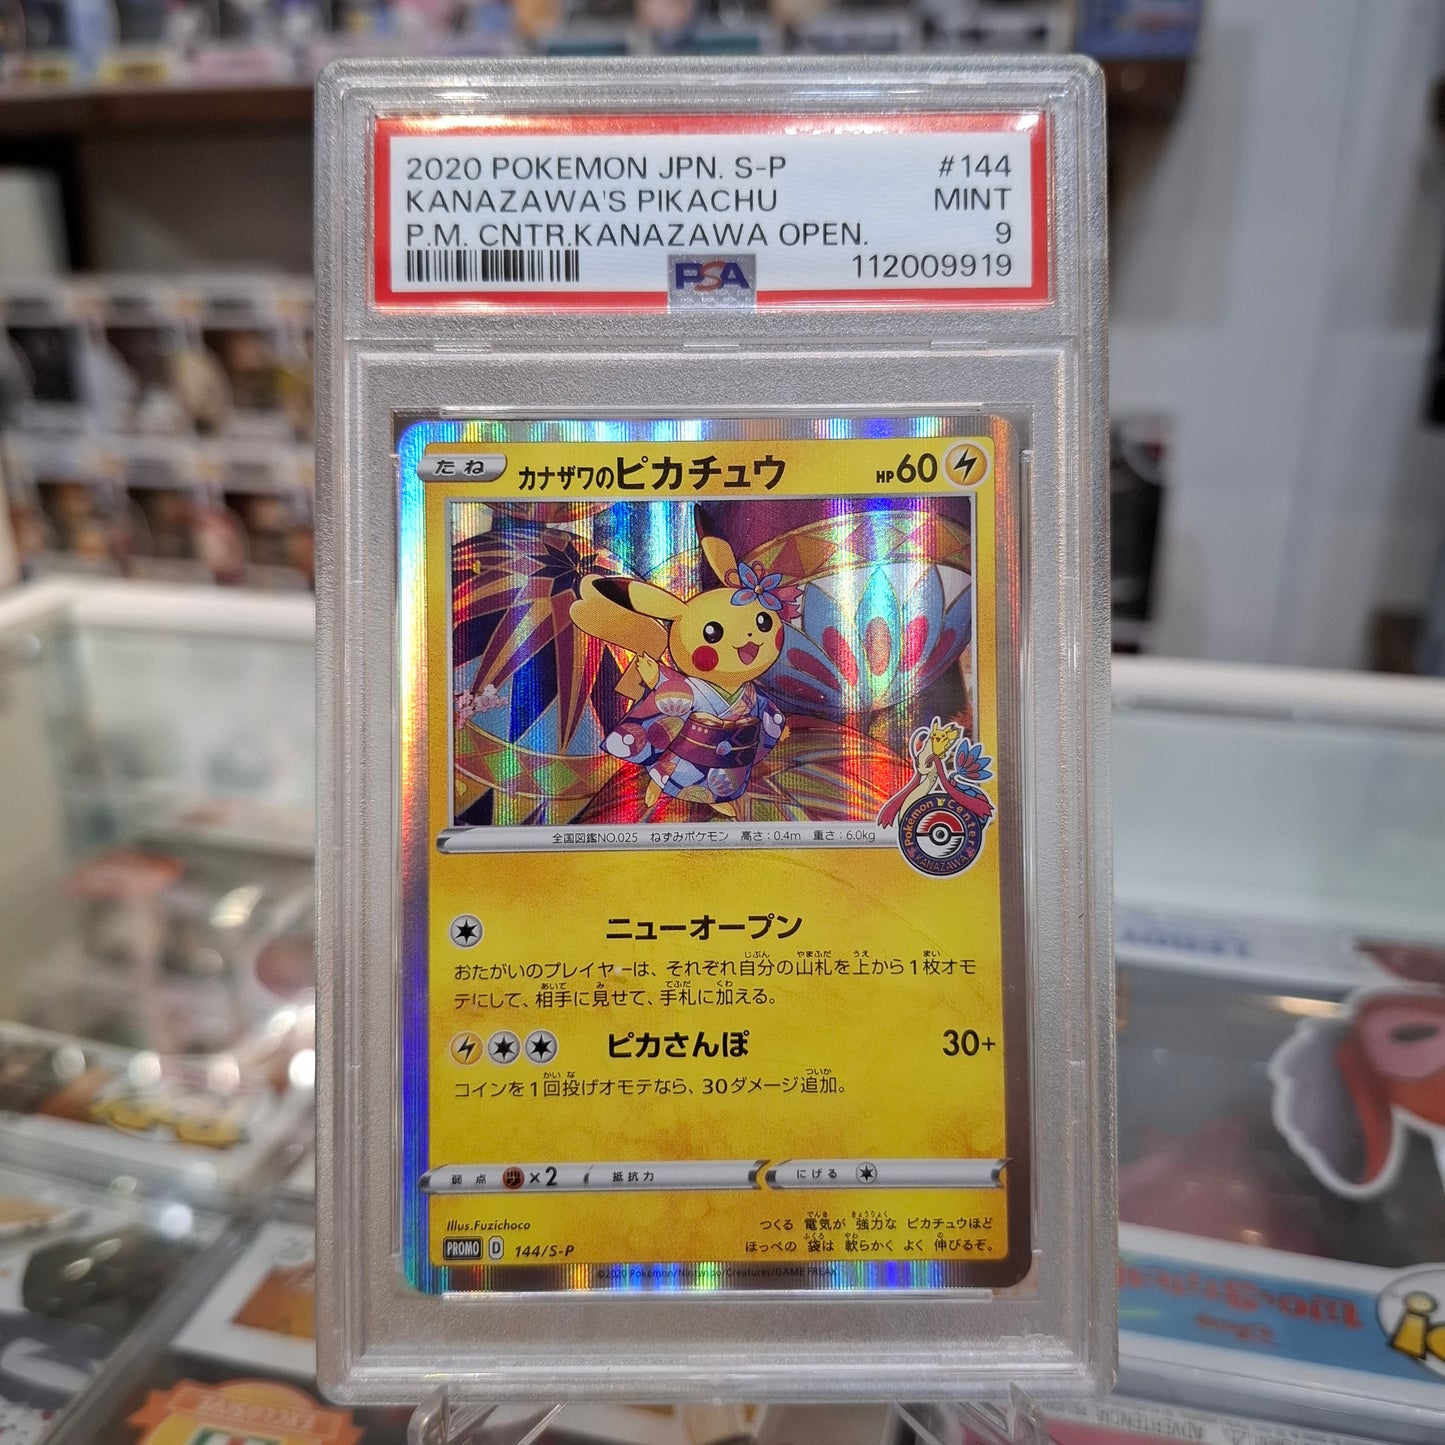 2020 POKEMON JPN. S-P #144
KANAZAWA'S PIKACHU MINT
P.M. CNTR.KANAZAWA OPEN. 9
PSA 112009919
たね カナザワのピカチュウ HP60
Pokémon Center
KANAZAWA
全国図鑑NO.025 ねずみポケモン 高さ:0.4m 重さ:6.0kg
ニューオープン
おたがいのプレイヤーは、それぞれ自分の山札を上から1枚オモ
テにして、相手に見せて、手札に加える。
ピカさんぽ 30+
コインを1回投げオモテなら、30ダメージ追加。
弱点 ×2 抵抗力 にげる
Illus.Fuzichoco
PROMO D 144/S-P
つくる 電気が 強力な ピカチュウほど
ほっぺの 袋は 軟らかく よく 伸びるぞ。
©2020 Pokémon/Nintendo/Creatures/GAME FREAK
EXCLUSIVE
Disney
ADVERTENCIA